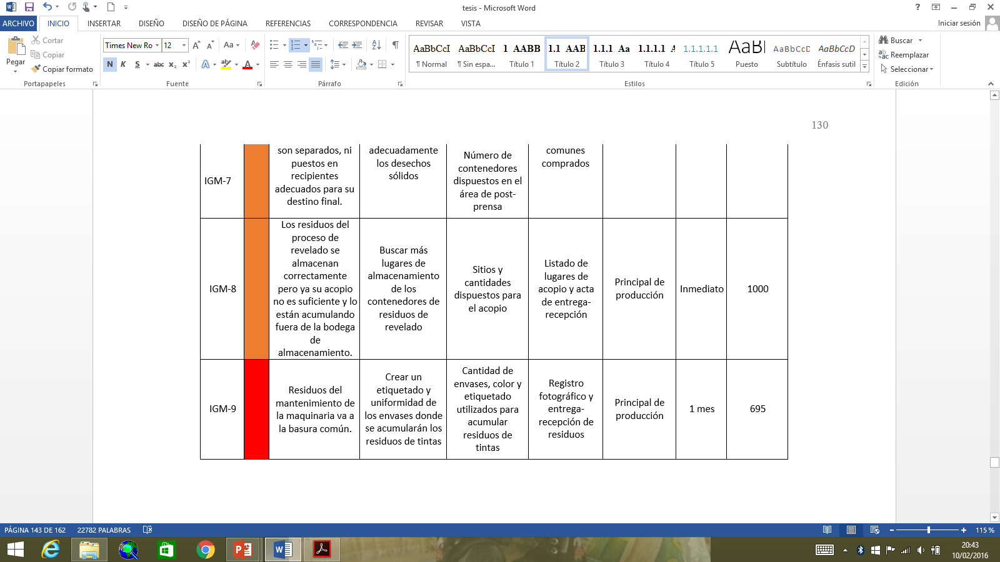 tesis - Microsoft Word
ARCHIVO INICIO INSERTAR DISEÑO DISEÑO DE PÁGINA REFERENCIAS CORRESPONDENCIA REVISAR VISTA Iniciar sesión
Pegar
Cortar
Copiar
Copiar formato
Portapapeles
Times New Ro 12
N K S abc x₂ x²
Fuente
Párrafo
AaBbCcI AaBbCcI 1 AABB 1.1 AAB 1.1.1 Aa 1.1.1.1 A 1.1.1.1.1 AaBl AaBbCcD AaBbCcD
¶ Normal ¶ Sin espa... Título 1 Título 2 Título 3 Título 4 Título 5 Puesto Subtítulo Énfasis sutil
Estilos
Buscar
Reemplazar
Seleccionar
Edición
130
IGM-7
son separados, ni
puestos en
recipientes
adecuados para su
destino final.
adecuadamente
los desechos
sólidos
Número de
contenedores
dispuestos en el
área de post-
prensa
comunes
comprados
IGM-8
Los residuos del
proceso de
revelado se
almacenan
correctamente
pero ya su acopio
no es suficiente y lo
están acumulando
fuera de la bodega
de
almacenamiento.
Buscar más
lugares de
almacenamiento
de los
contenedores de
residuos de
revelado
Sitios y
cantidades
dispuestos para
el acopio
Listado de
lugares de
acopio y acta
de entrega-
recepción
Principal de
producción
Inmediato
1000
IGM-9
Residuos del
mantenimiento de
la maquinaria va a
la basura común.
Crear un
etiquetado y
uniformidad de
los envases donde
se acumularán los
residuos de tintas
Cantidad de
envases, color y
etiquetado
utilizados para
acumular
residuos de
tintas
Registro
fotográfico y
entrega-
recepción de
residuos
Principal de
producción
1 mes
695
PÁGINA 143 DE 162 22782 PALABRAS 115 %
20:43
10/02/2016